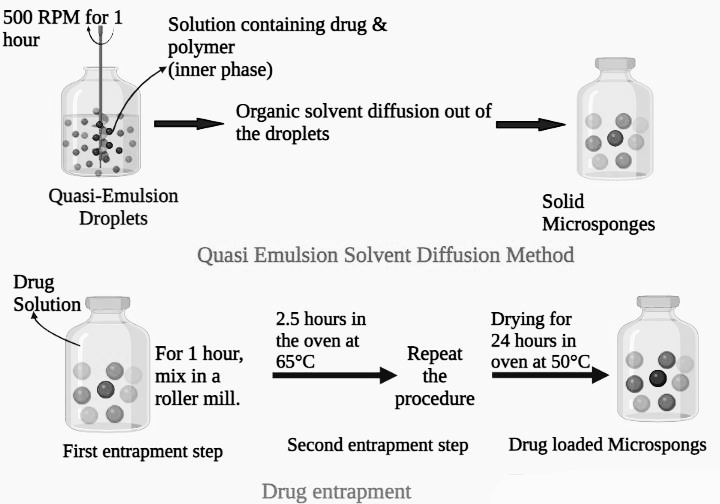 500 RPM for 1
hour
Solution containing drug &
polymer
(inner phase)
Organic solvent diffusion out of
the droplets
Quasi-Emulsion
Droplets
Solid
Microsponges
Quasi Emulsion Solvent Diffusion Method
Drug
Solution
For 1 hour,
mix in a
roller mill.
2.5 hours in
the oven at
65°C
Repeat
the
procedure
Drying for
24 hours in
oven at 50°C
First entrapment step
Second entrapment step
Drug loaded Microspongs
Drug entrapment